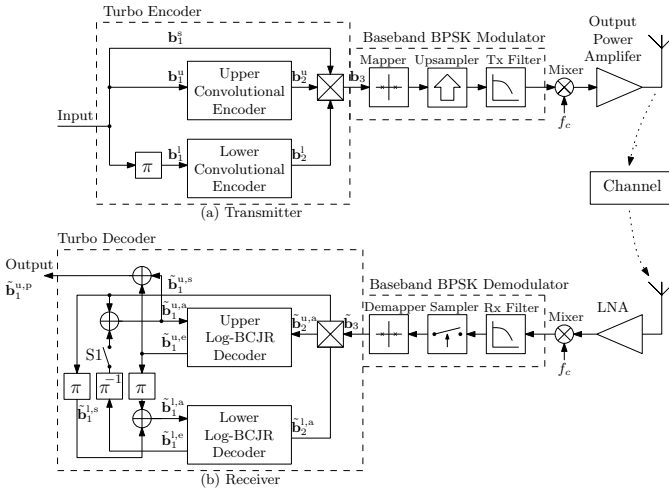 Turbo Encoder
Baseband BPSK Modulator
Output
Power
Amplifer
b₁ˢ
Mapper Upsampler Tx Filter
Mixer
b₁ᵘ
Upper
Convolutional
Encoder
b₂ᵘ
b₃
f_c
Input
b₁ˡ
π
Lower
Convolutional
Encoder
b₂ˡ
Channel
(a) Transmitter
Turbo Decoder
Output
b̃₁ᵘ,ᵖ
b̃₁ᵘ,ˢ
Baseband BPSK Demodulator
Demapper Sampler Rx Filter
Mixer
LNA
b̃₁ᵘ,ᵃ
Upper
Log-BCJR
Decoder
b̃₂ᵘ,ᵃ
b̃₃
b̃₁ᵘ,ᵉ
f_c
S1
π
π⁻¹
π
b̃₁ˡ,ˢ
b̃₁ˡ,ᵃ
Lower
Log-BCJR
Decoder
b̃₂ˡ,ᵃ
b̃₁ˡ,ᵉ
(b) Receiver